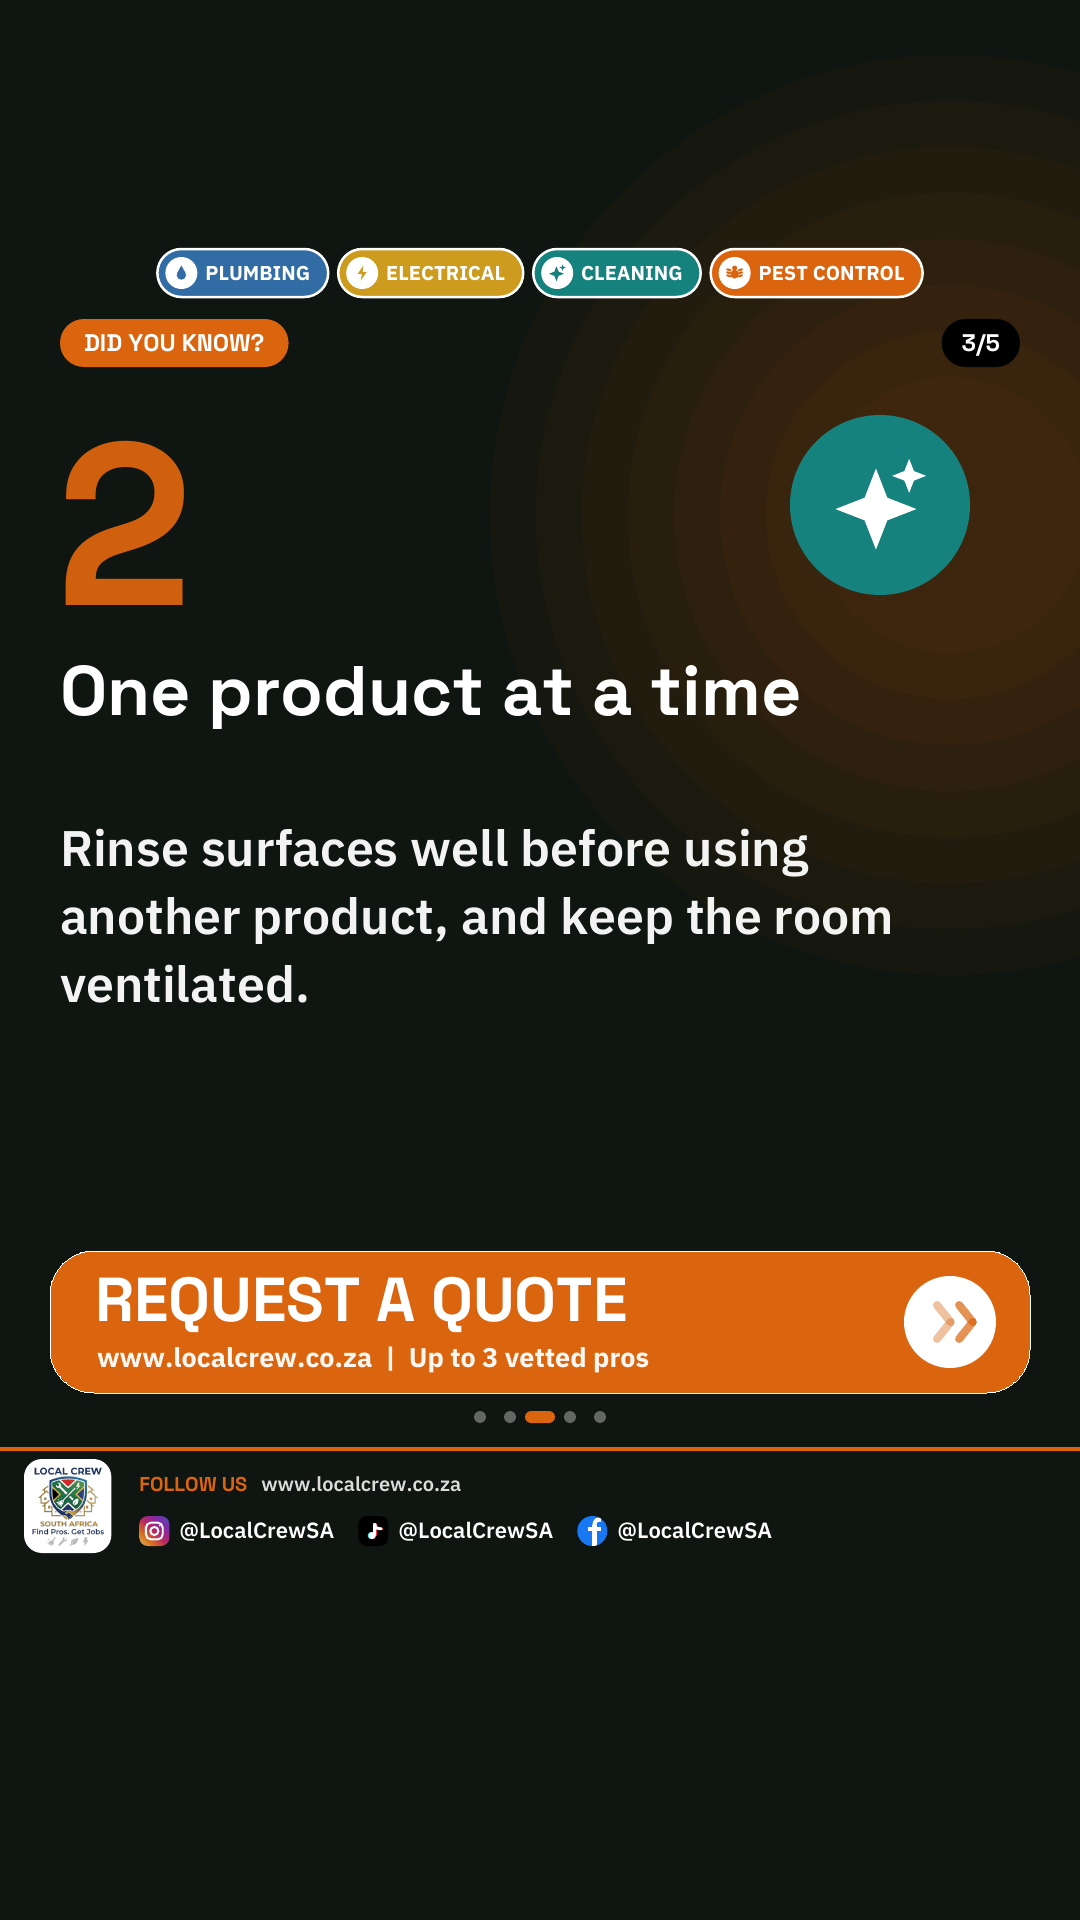 PLUMBING
ELECTRICAL
CLEANING
PEST CONTROL
DID YOU KNOW?
3/5
2
One product at a time
Rinse surfaces well before using
another product, and keep the room
ventilated.
REQUEST A QUOTE
www.localcrew.co.za | Up to 3 vetted pros
LOCAL CREW
SOUTH AFRICA
Find Pros. Get Jobs
FOLLOW US www.localcrew.co.za
@LocalCrewSA @LocalCrewSA @LocalCrewSA